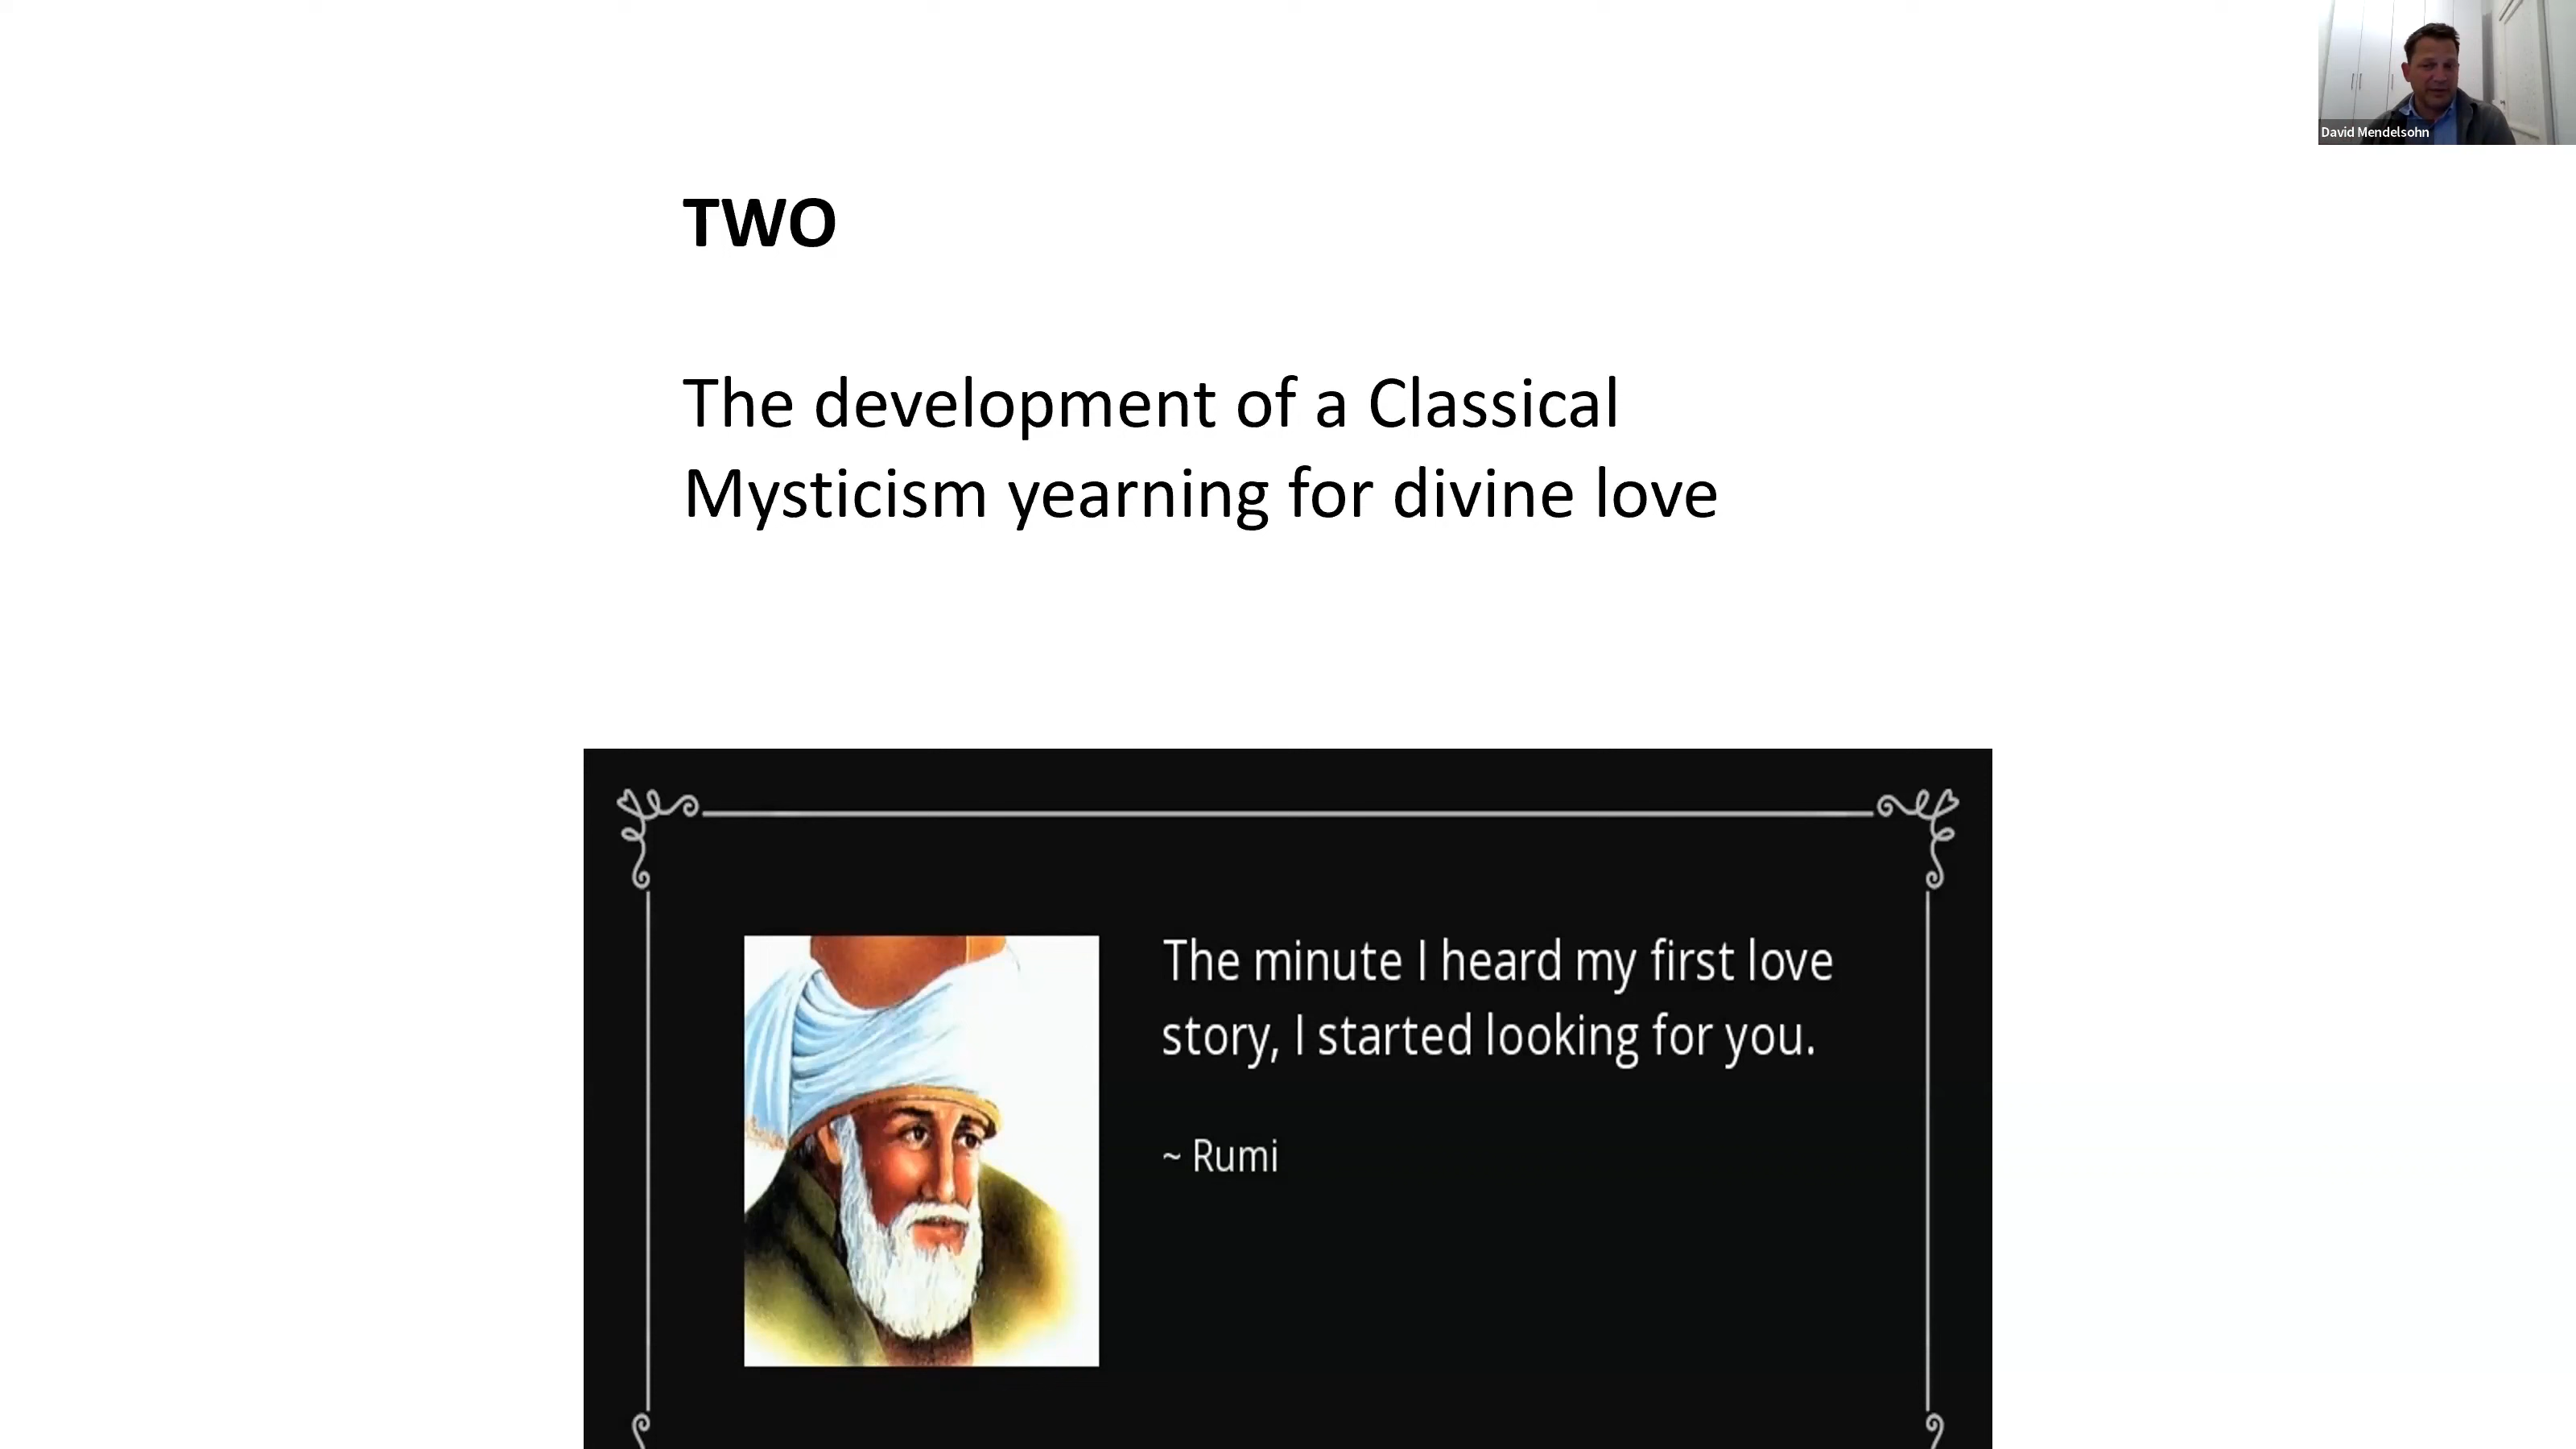 David Mendelsohn
TWO
The development of a Classical
Mysticism yearning for divine love
The minute I heard my first love
story, I started looking for you.
~ Rumi